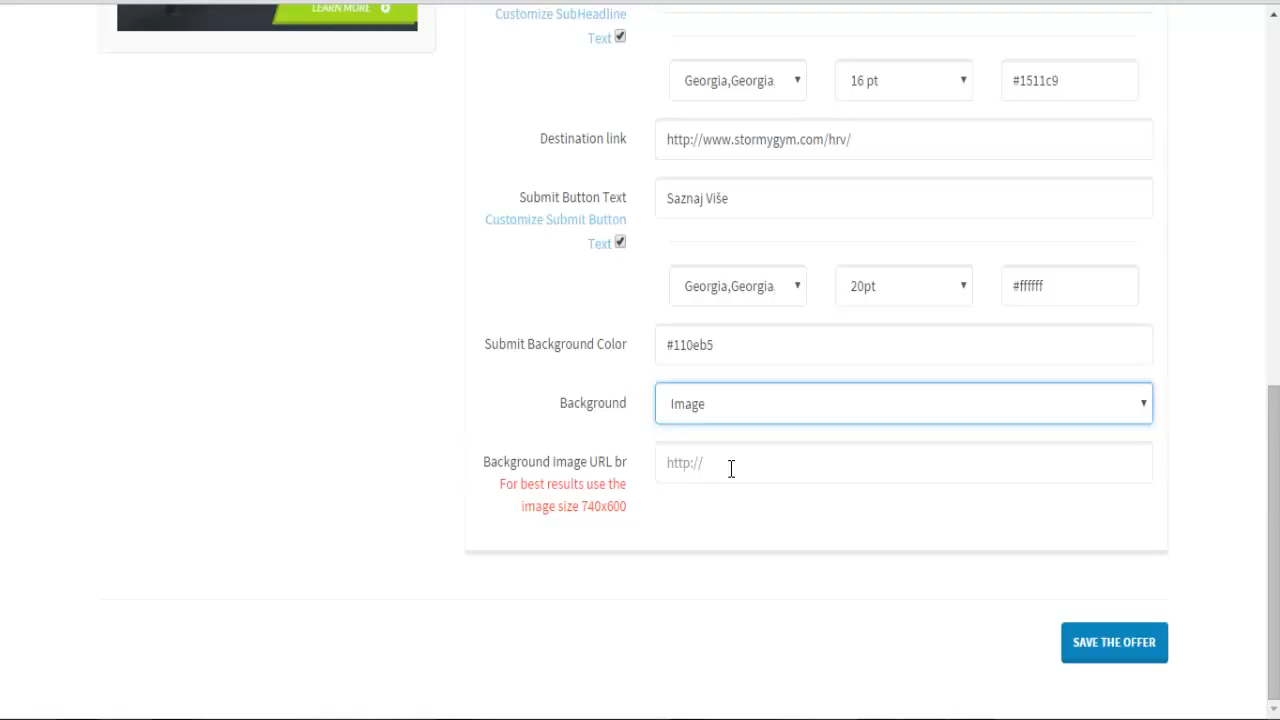 LEARN MORE
Customize SubHeadline
Text
Georgia,Georgia
16 pt
#1511c9
Destination link
http://www.stormygym.com/hrv/
Submit Button Text
Saznaj Više
Customize Submit Button
Text
Georgia,Georgia
20pt
#ffffff
Submit Background Color
#110eb5
Background
Image
Background Image URL br
http://
For best results use the
image size 740x600
SAVE THE OFFER